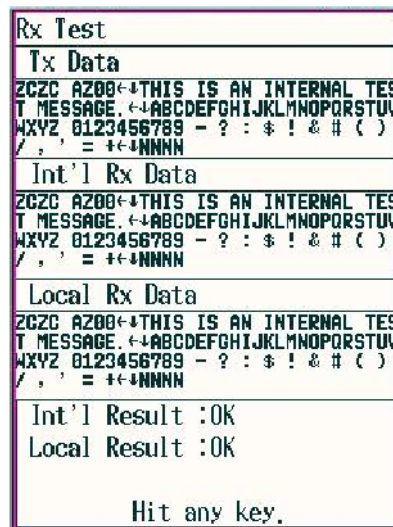 Rx Test
Tx Data
ZCZC AZ00←↓THIS IS AN INTERNAL TES
T MESSAGE.←↓ABCDEFGHIJKLMNOPQRSTUV
WXYZ 0123456789 - ? : $ ! & # ( )
/ , ' = +←↓NNNN
Int'l Rx Data
ZCZC AZ00←↓THIS IS AN INTERNAL TES
T MESSAGE.←↓ABCDEFGHIJKLMNOPQRSTUV
WXYZ 0123456789 - ? : $ ! & # ( )
/ , ' = +←↓NNNN
Local Rx Data
ZCZC AZ00←↓THIS IS AN INTERNAL TES
T MESSAGE.←↓ABCDEFGHIJKLMNOPQRSTUV
WXYZ 0123456789 - ? : $ ! & # ( )
/ , ' = +←↓NNNN
Int'l Result :OK
Local Result :OK
Hit any key.